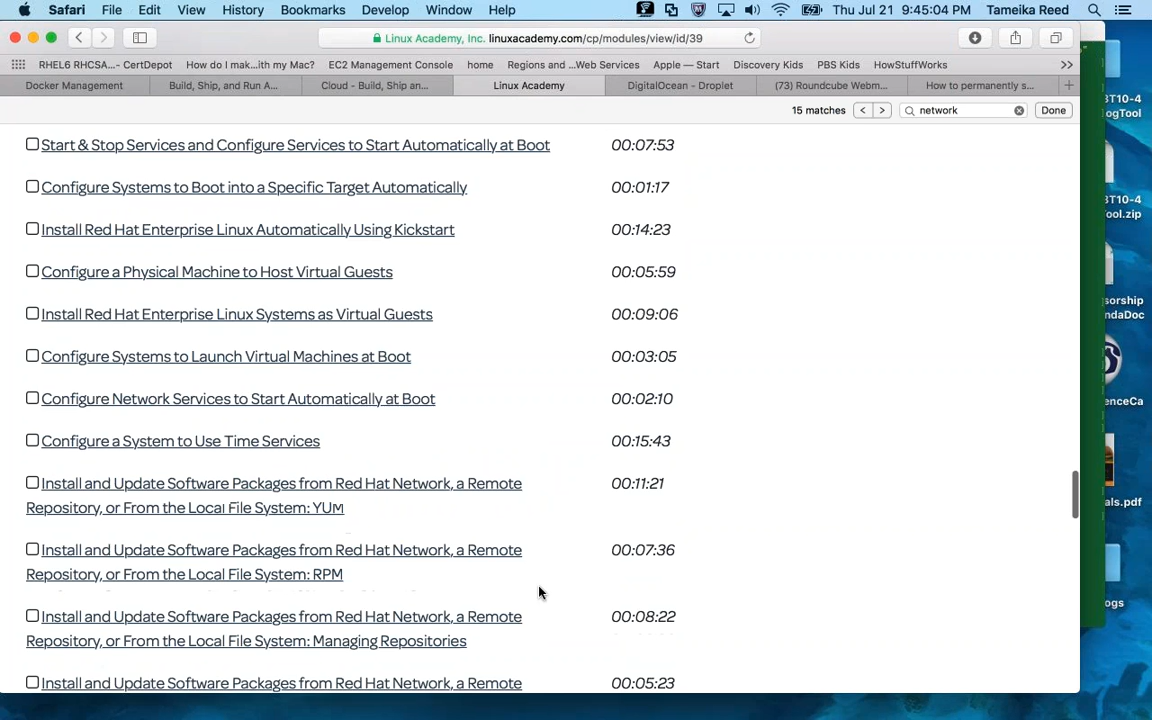 Safari File Edit View History Bookmarks Develop Window Help Thu Jul 21 9:45:04 PM Tameika Reed
Linux Academy, Inc. linuxacademy.com/cp/modules/view/id/39
RHEL6 RHCSA...- CertDepot How do I mak...ith my Mac? EC2 Management Console home Regions and ...Web Services Apple — Start Discovery Kids PBS Kids HowStuffWorks
Docker Management Build, Ship, and Run A... Cloud - Build, Ship an... Linux Academy DigitalOcean - Droplet (73) Roundcube Webm... How to permanently s...
15 matches network Done
Start & Stop Services and Configure Services to Start Automatically at Boot 00:07:53
Configure Systems to Boot into a Specific Target Automatically 00:01:17
Install Red Hat Enterprise Linux Automatically Using Kickstart 00:14:23
Configure a Physical Machine to Host Virtual Guests 00:05:59
Install Red Hat Enterprise Linux Systems as Virtual Guests 00:09:06
Configure Systems to Launch Virtual Machines at Boot 00:03:05
Configure Network Services to Start Automatically at Boot 00:02:10
Configure a System to Use Time Services 00:15:43
Install and Update Software Packages from Red Hat Network, a Remote 00:11:21
Repository, or From the Local File System: YUM
Install and Update Software Packages from Red Hat Network, a Remote 00:07:36
Repository, or From the Local File System: RPM
Install and Update Software Packages from Red Hat Network, a Remote 00:08:22
Repository, or From the Local File System: Managing Repositories
Install and Update Software Packages from Red Hat Network, a Remote 00:05:23